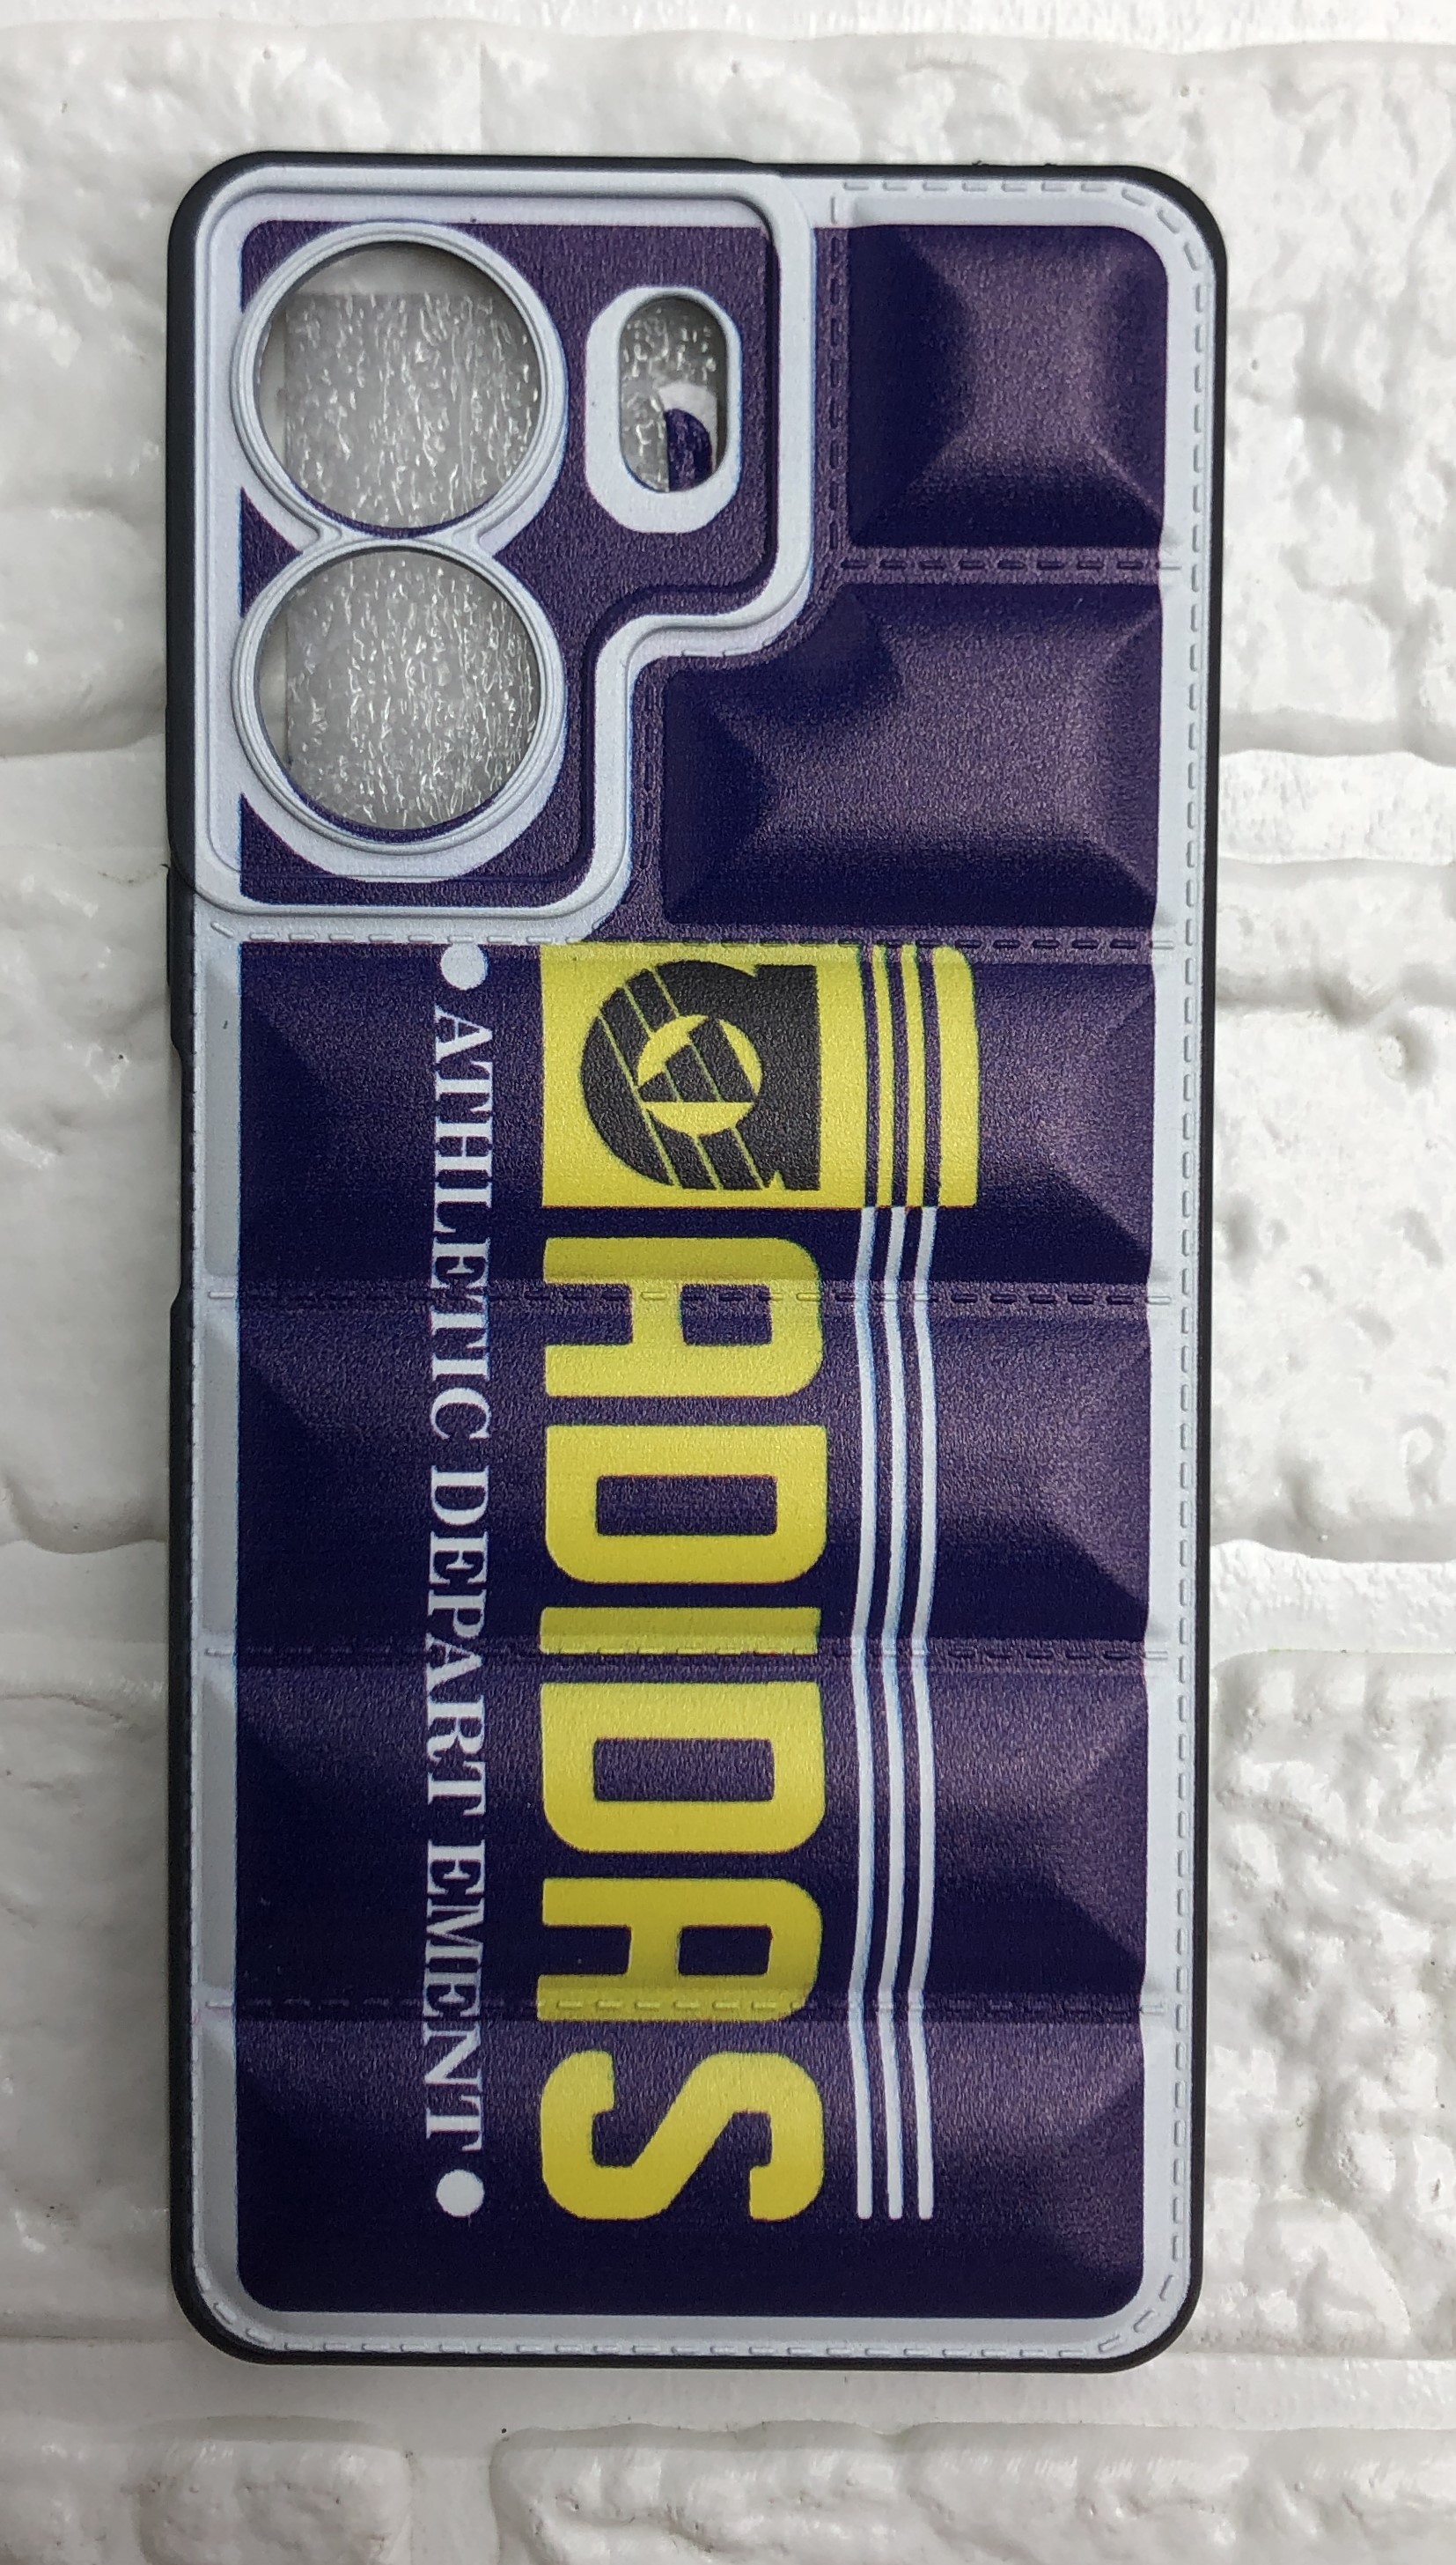 ADIDAS
• ATHLETIC DEPART EMENT •